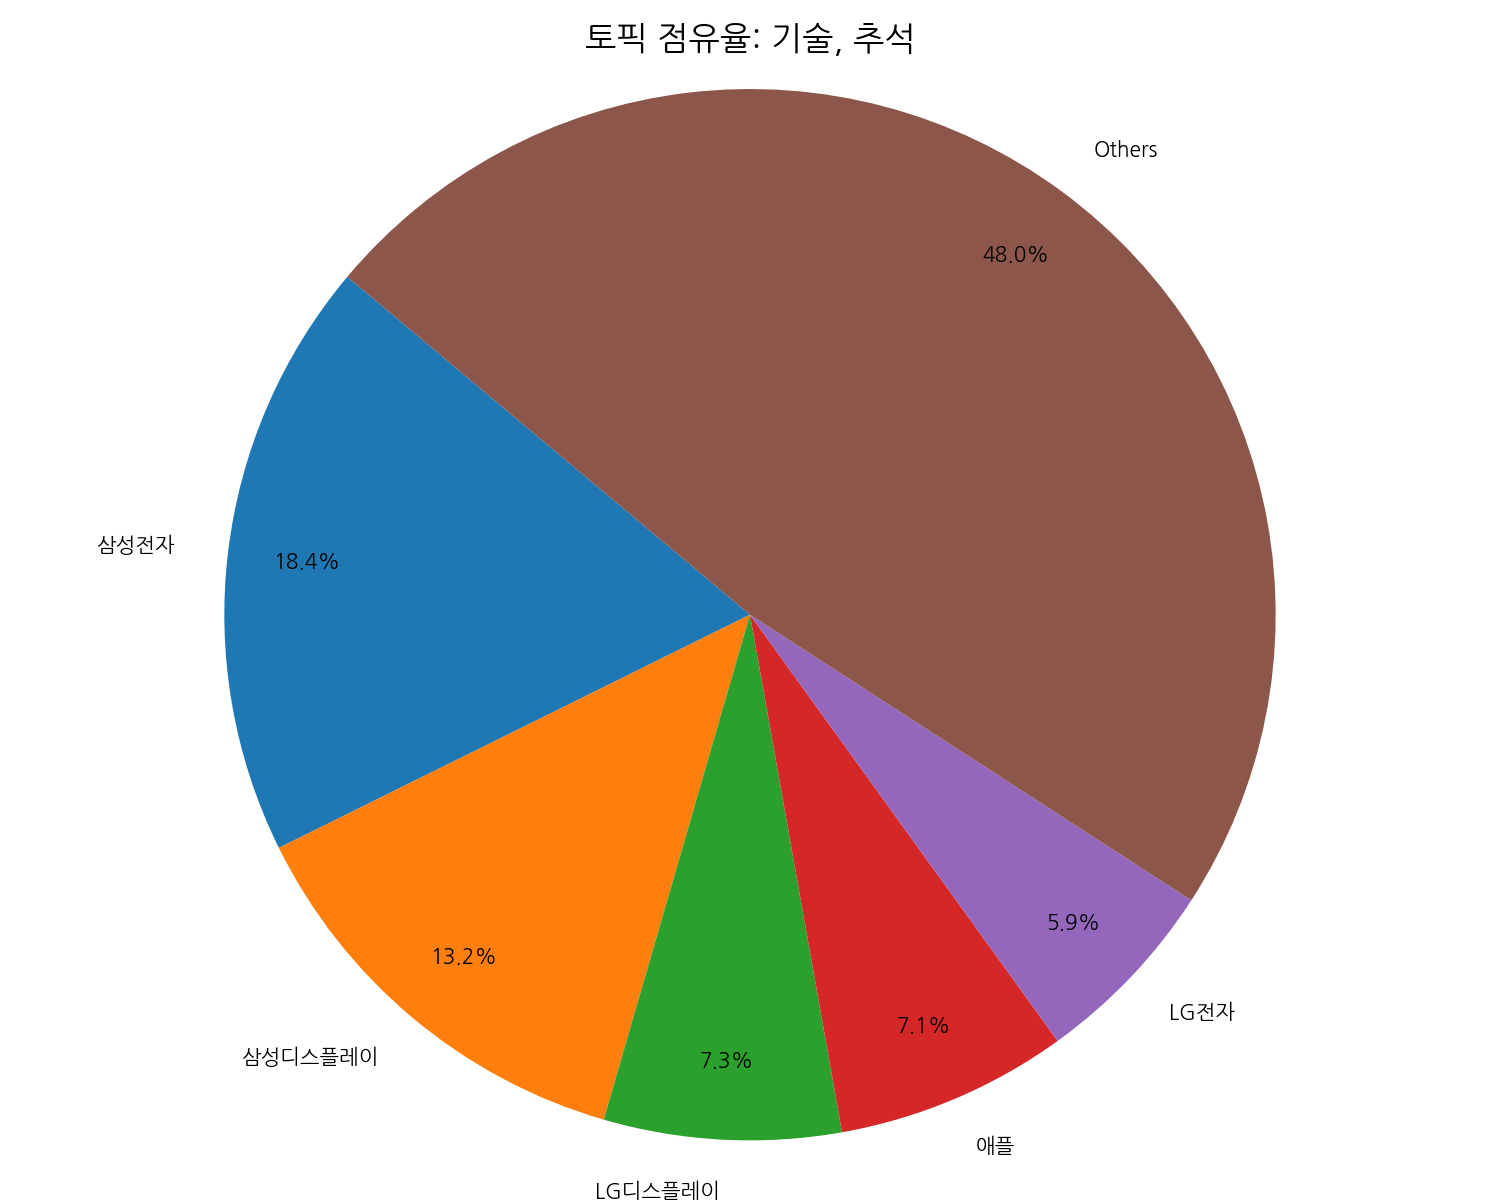 토픽 점유율: 기술, 추석
Others
48.0%
삼성전자
18.4%
13.2%
삼성디스플레이
7.3%
LG디스플레이
7.1%
애플
5.9%
LG전자